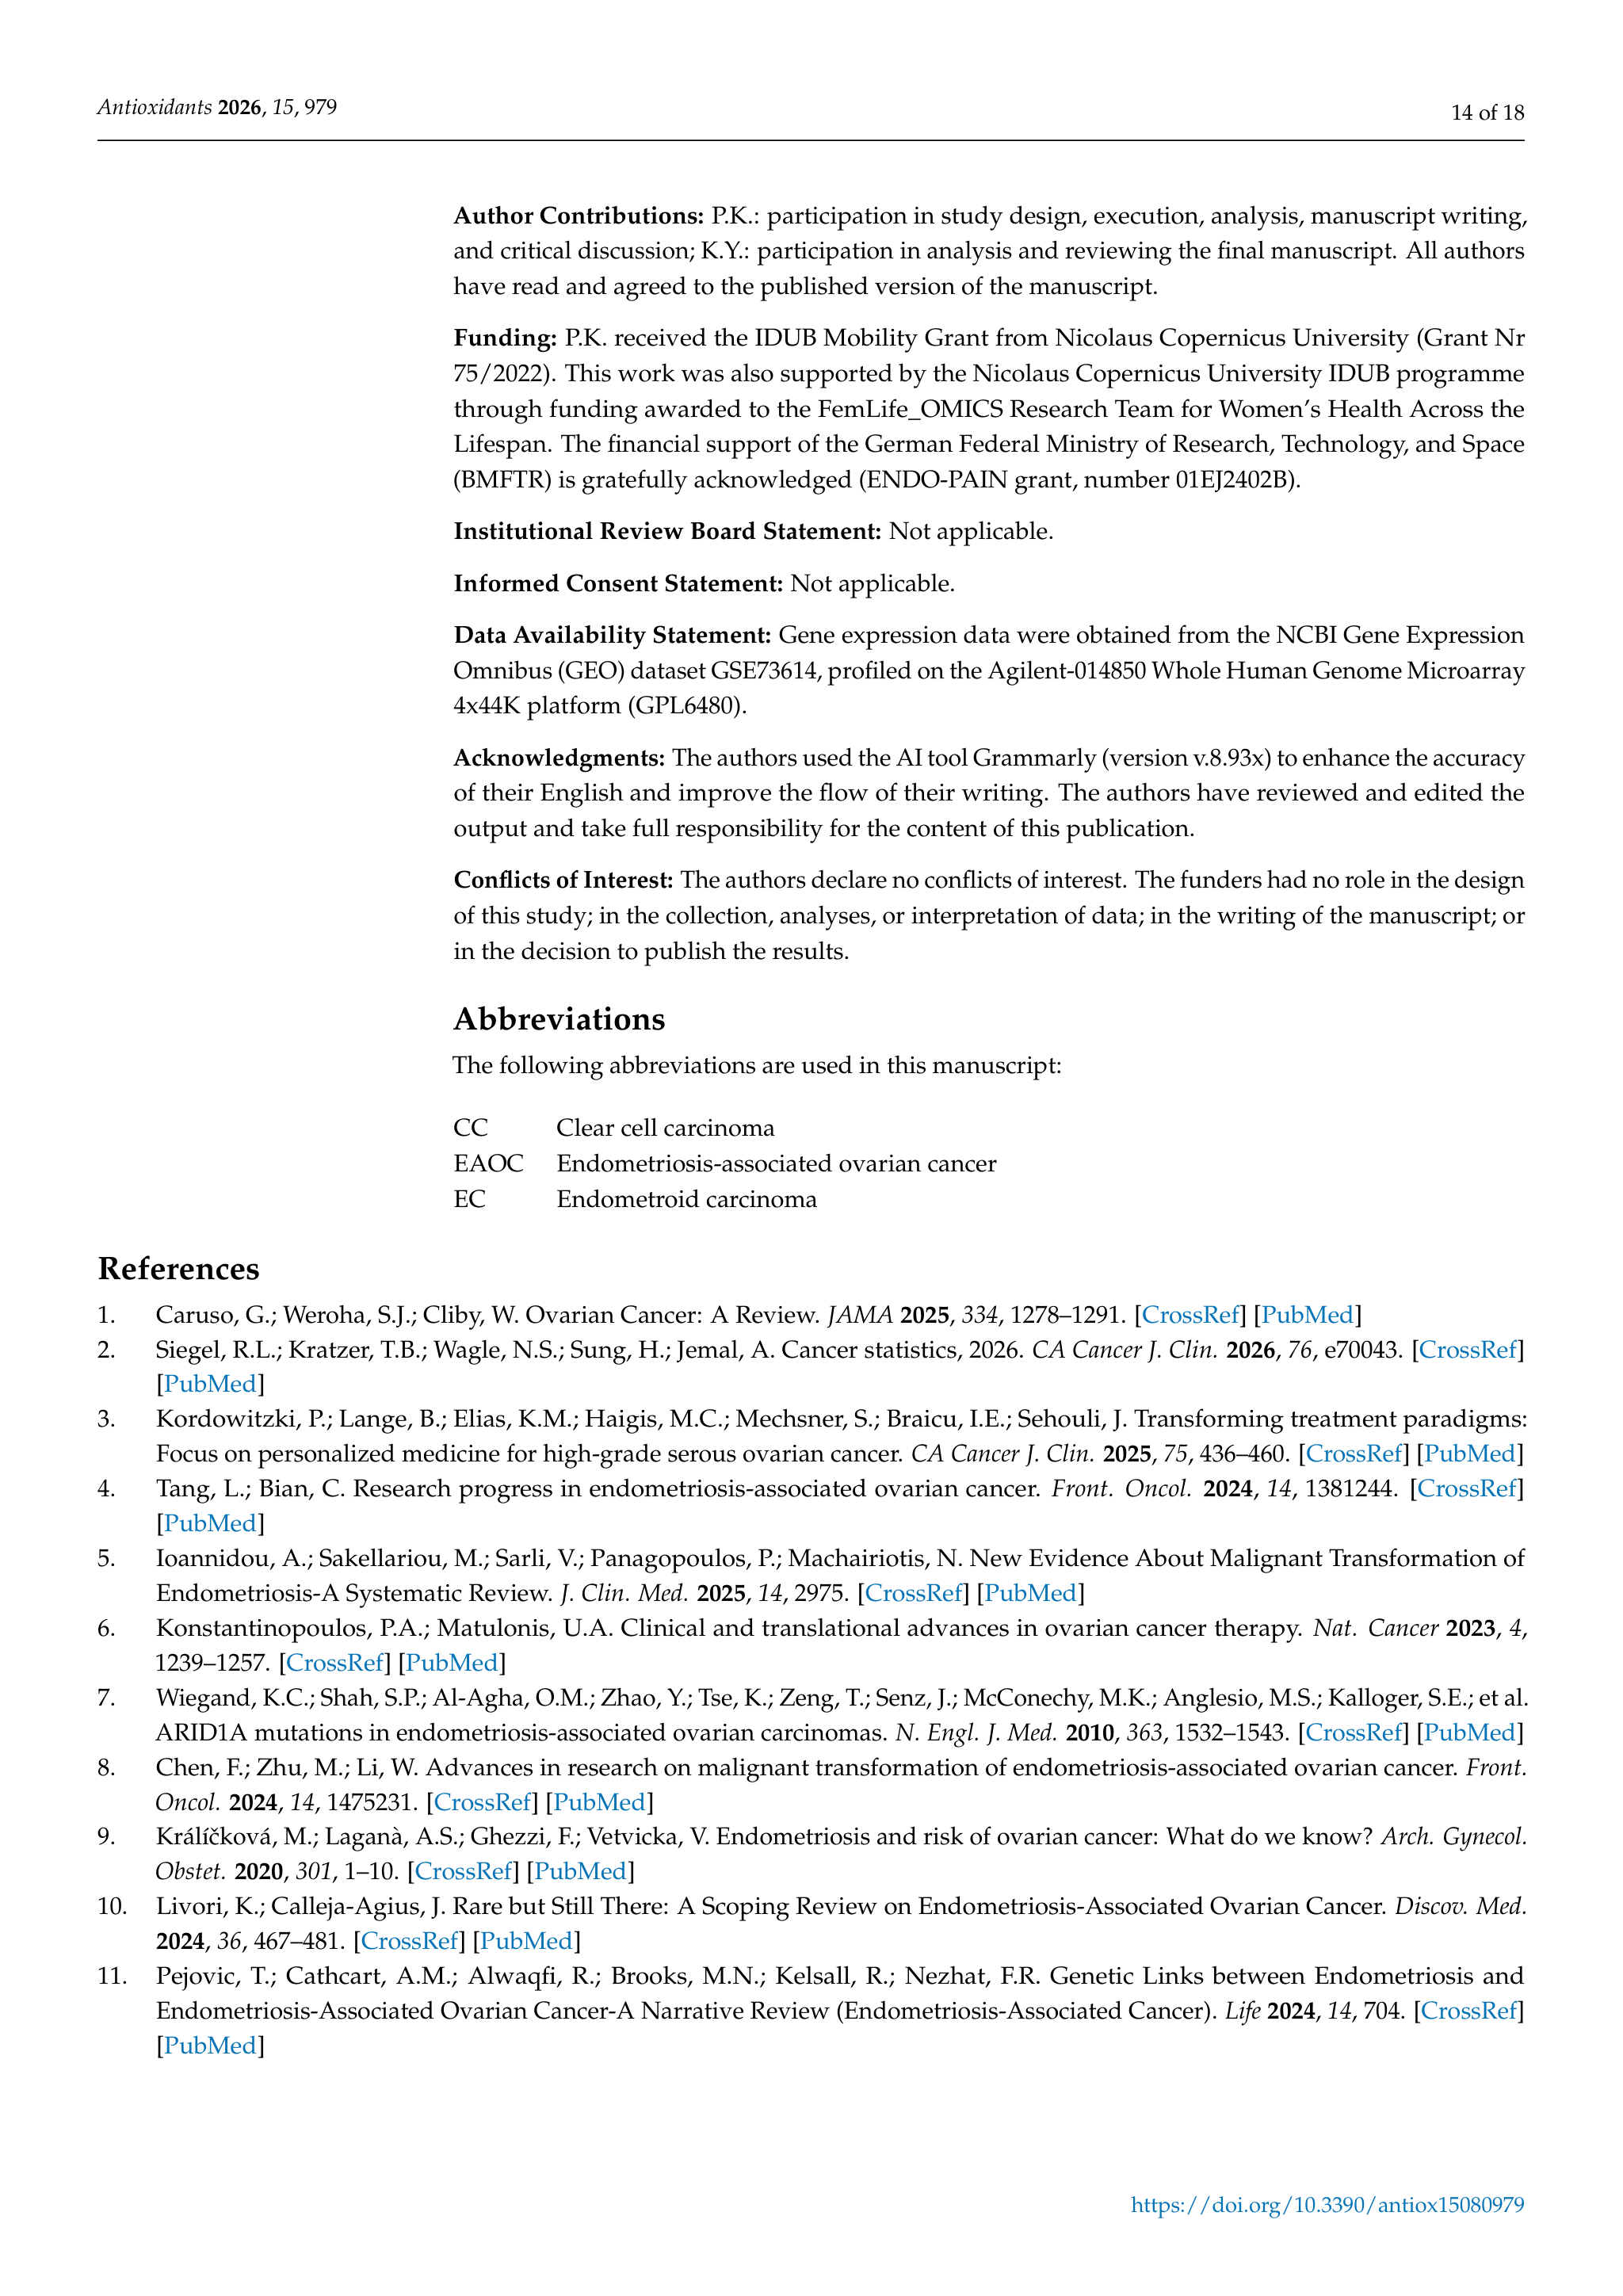 Antioxidants 2026, 15, 979
14 of 18
Author Contributions: P.K.: participation in study design, execution, analysis, manuscript writing,
and critical discussion; K.Y.: participation in analysis and reviewing the final manuscript. All authors
have read and agreed to the published version of the manuscript.
Funding: P.K. received the IDUB Mobility Grant from Nicolaus Copernicus University (Grant Nr
75/2022). This work was also supported by the Nicolaus Copernicus University IDUB programme
through funding awarded to the FemLife_OMICS Research Team for Women's Health Across the
Lifespan. The financial support of the German Federal Ministry of Research, Technology, and Space
(BMFTR) is gratefully acknowledged (ENDO-PAIN grant, number 01EJ2402B).
Institutional Review Board Statement: Not applicable.
Informed Consent Statement: Not applicable.
Data Availability Statement: Gene expression data were obtained from the NCBI Gene Expression
Omnibus (GEO) dataset GSE73614, profiled on the Agilent-014850 Whole Human Genome Microarray
4x44K platform (GPL6480).
Acknowledgments: The authors used the AI tool Grammarly (version v.8.93x) to enhance the accuracy
of their English and improve the flow of their writing. The authors have reviewed and edited the
output and take full responsibility for the content of this publication.
Conflicts of Interest: The authors declare no conflicts of interest. The funders had no role in the design
of this study; in the collection, analyses, or interpretation of data; in the writing of the manuscript; or
in the decision to publish the results.
Abbreviations
The following abbreviations are used in this manuscript:
CC Clear cell carcinoma
EAOC Endometriosis-associated ovarian cancer
EC Endometroid carcinoma
References
1. Caruso, G.; Weroha, S.J.; Cliby, W. Ovarian Cancer: A Review. JAMA 2025, 334, 1278–1291. [CrossRef] [PubMed]
2. Siegel, R.L.; Kratzer, T.B.; Wagle, N.S.; Sung, H.; Jemal, A. Cancer statistics, 2026. CA Cancer J. Clin. 2026, 76, e70043. [CrossRef]
[PubMed]
3. Kordowitzki, P.; Lange, B.; Elias, K.M.; Haigis, M.C.; Mechsner, S.; Braicu, I.E.; Sehouli, J. Transforming treatment paradigms:
Focus on personalized medicine for high-grade serous ovarian cancer. CA Cancer J. Clin. 2025, 75, 436–460. [CrossRef] [PubMed]
4. Tang, L.; Bian, C. Research progress in endometriosis-associated ovarian cancer. Front. Oncol. 2024, 14, 1381244. [CrossRef]
[PubMed]
5. Ioannidou, A.; Sakellariou, M.; Sarli, V.; Panagopoulos, P.; Machairiotis, N. New Evidence About Malignant Transformation of
Endometriosis-A Systematic Review. J. Clin. Med. 2025, 14, 2975. [CrossRef] [PubMed]
6. Konstantinopoulos, P.A.; Matulonis, U.A. Clinical and translational advances in ovarian cancer therapy. Nat. Cancer 2023, 4,
1239–1257. [CrossRef] [PubMed]
7. Wiegand, K.C.; Shah, S.P.; Al-Agha, O.M.; Zhao, Y.; Tse, K.; Zeng, T.; Senz, J.; McConechy, M.K.; Anglesio, M.S.; Kalloger, S.E.; et al.
ARID1A mutations in endometriosis-associated ovarian carcinomas. N. Engl. J. Med. 2010, 363, 1532–1543. [CrossRef] [PubMed]
8. Chen, F.; Zhu, M.; Li, W. Advances in research on malignant transformation of endometriosis-associated ovarian cancer. Front.
Oncol. 2024, 14, 1475231. [CrossRef] [PubMed]
9. Králíčková, M.; Laganà, A.S.; Ghezzi, F.; Vetvicka, V. Endometriosis and risk of ovarian cancer: What do we know? Arch. Gynecol.
Obstet. 2020, 301, 1–10. [CrossRef] [PubMed]
10. Livori, K.; Calleja-Agius, J. Rare but Still There: A Scoping Review on Endometriosis-Associated Ovarian Cancer. Discov. Med.
2024, 36, 467–481. [CrossRef] [PubMed]
11. Pejovic, T.; Cathcart, A.M.; Alwaqfi, R.; Brooks, M.N.; Kelsall, R.; Nezhat, F.R. Genetic Links between Endometriosis and
Endometriosis-Associated Ovarian Cancer-A Narrative Review (Endometriosis-Associated Cancer). Life 2024, 14, 704. [CrossRef]
[PubMed]
https://doi.org/10.3390/antiox15080979